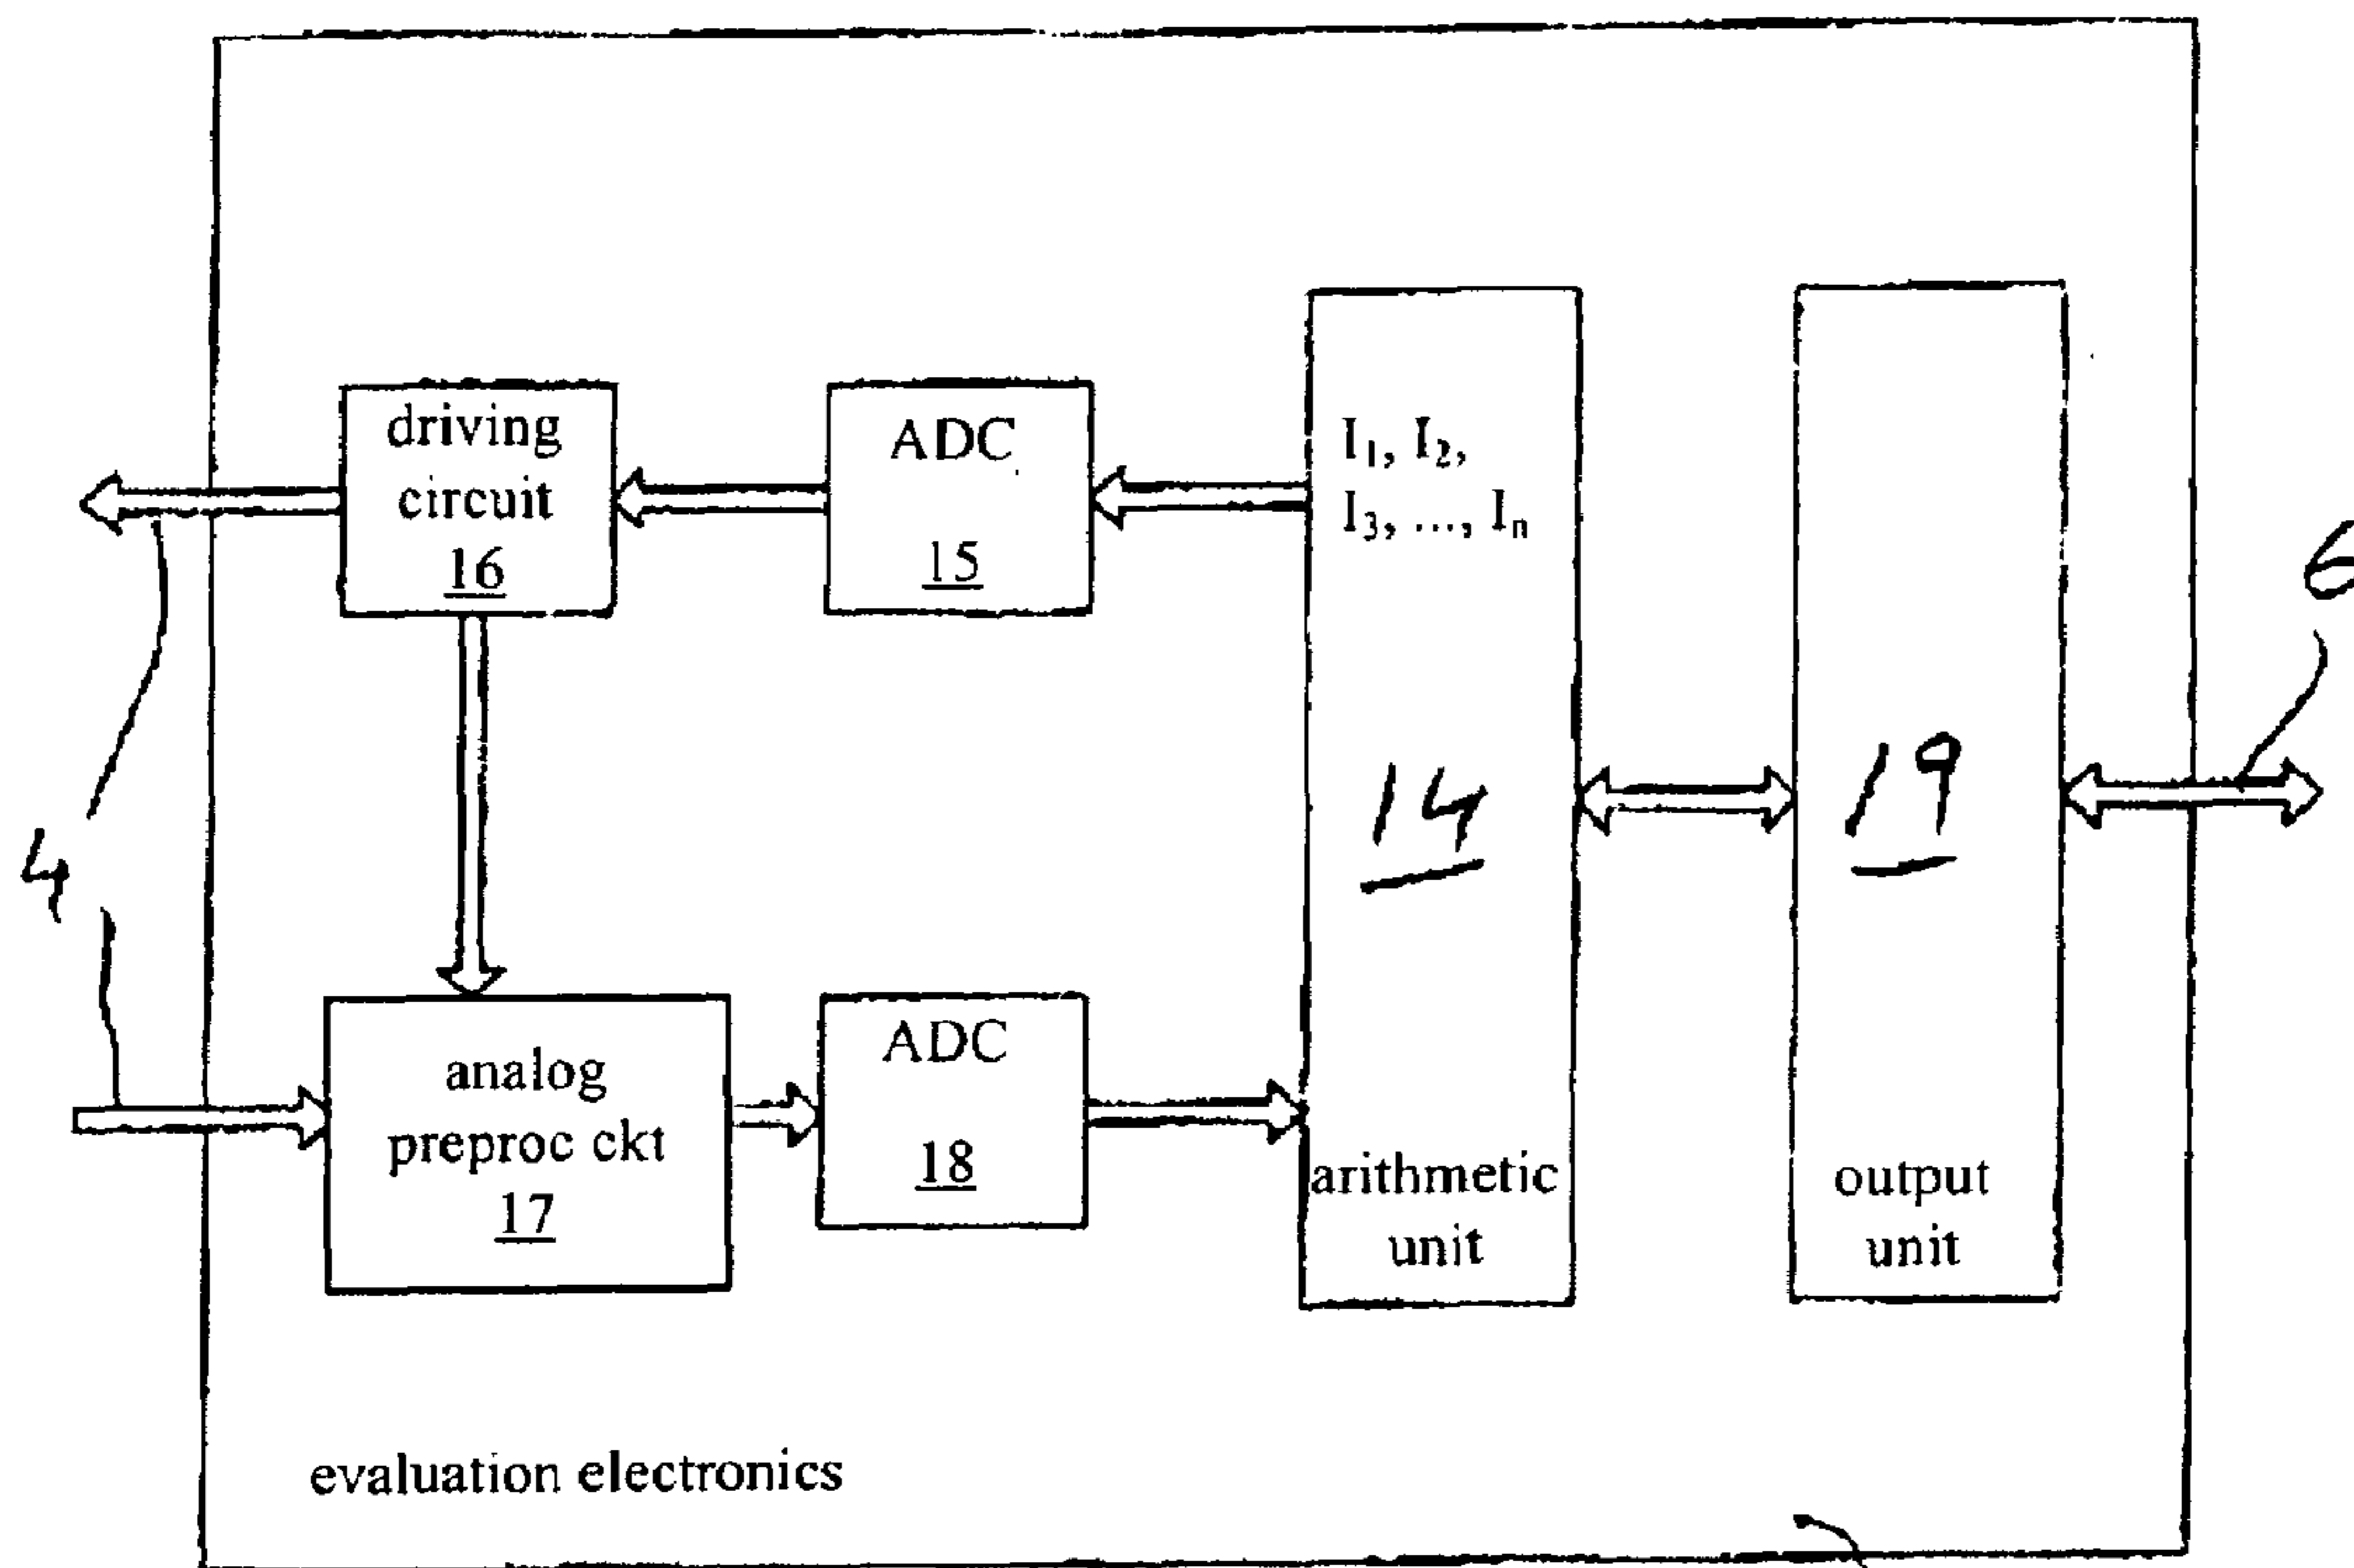 driving
circuit
16
ADC
15
I₁, I₂,
I₃, ..., Iₙ
6
14
19
4
analog
preproc ckt
17
ADC
18
arithmetic
unit
output
unit
evaluation electronics